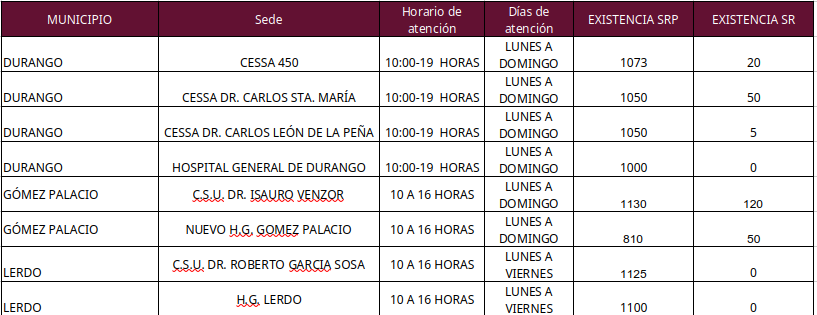 MUNICIPIO Sede Horario de atención Días de atención EXISTENCIA SRP EXISTENCIA SR
DURANGO CESSA 450 10:00-19 HORAS LUNES A DOMINGO 1073 20
DURANGO CESSA DR. CARLOS STA. MARÍA 10:00-19 HORAS LUNES A DOMINGO 1050 50
DURANGO CESSA DR. CARLOS LEÓN DE LA PEÑA 10:00-19 HORAS LUNES A DOMINGO 1050 5
DURANGO HOSPITAL GENERAL DE DURANGO 10:00-19 HORAS LUNES A DOMINGO 1000 0
GÓMEZ PALACIO C.S.U. DR. ISAURO VENZOR 10 A 16 HORAS LUNES A DOMINGO 1130 120
GÓMEZ PALACIO NUEVO H.G. GOMEZ PALACIO 10 A 16 HORAS LUNES A DOMINGO 810 50
LERDO C.S.U. DR. ROBERTO GARCIA SOSA 10 A 16 HORAS LUNES A VIERNES 1125 0
LERDO H.G. LERDO 10 A 16 HORAS LUNES A VIERNES 1100 0